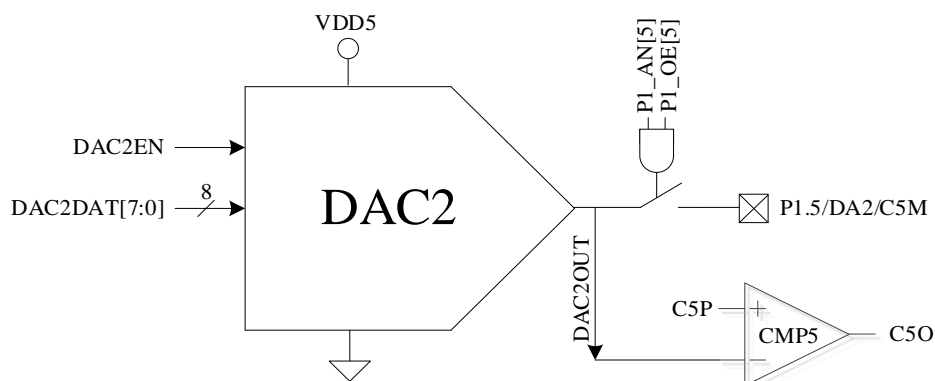 VDD5
P1_AN[5]
P1_OE[5]
DAC2EN
DAC2DAT[7:0]
8
DAC2
P1.5/DA2/C5M
DAC2OUT
C5P
+
CMP5
C5O